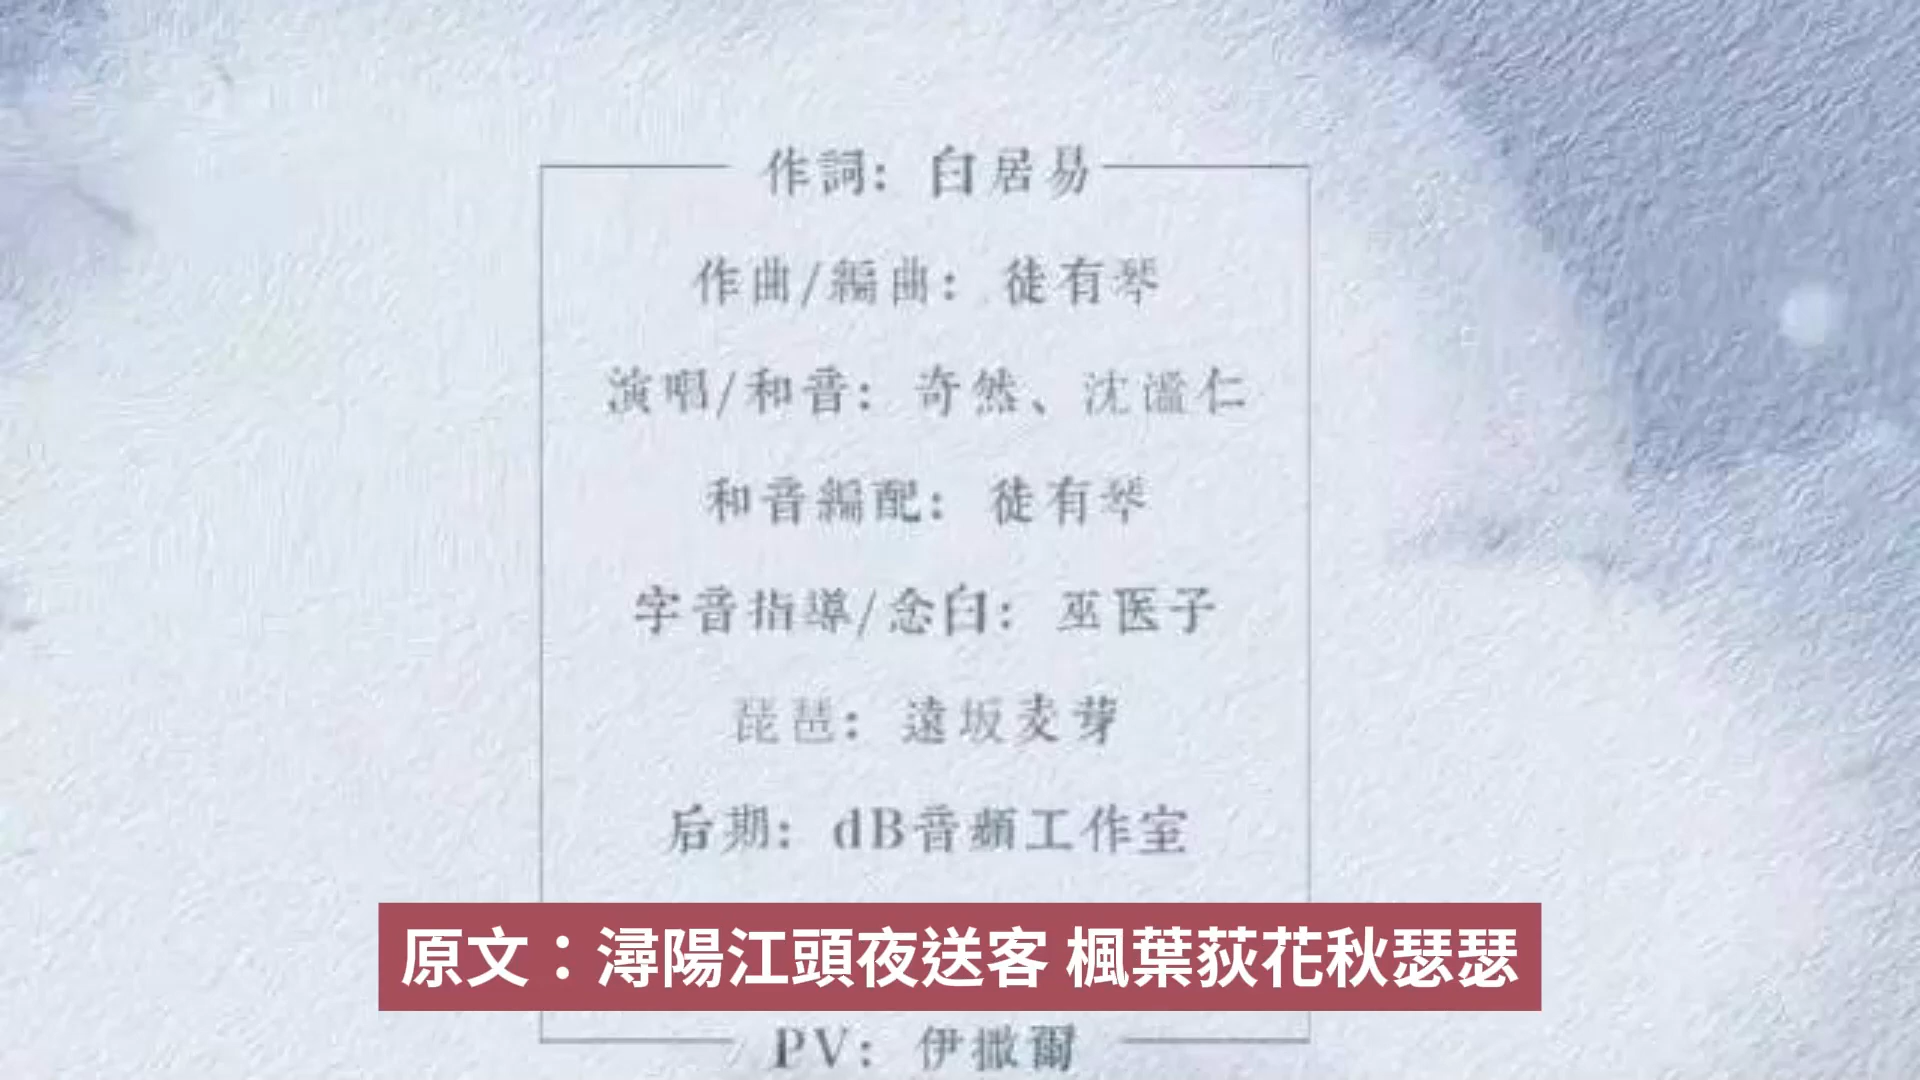 作詞: 白居易
作曲/編曲: 徒有琴
演唱/和音: 奇然、沈謐仁
和音編配: 徒有琴
字音指導/念白: 巫医子
琵琶: 遠坂麦芽
后期: dB音頻工作室
原文：潯陽江頭夜送客 楓葉荻花秋瑟瑟
PV: 伊撒爾